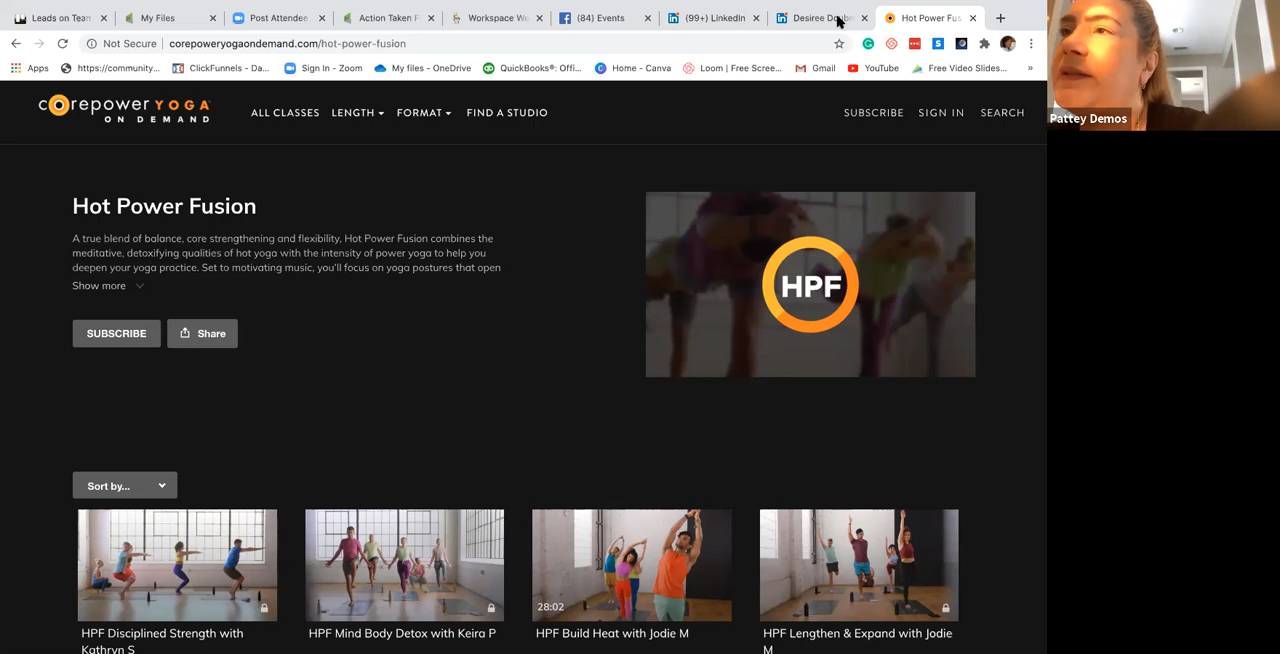 Leads on Team
My Files
Post Attendee
Action Taken F
Workspace We
(84) Events
(99+) LinkedIn
Desiree Doubr
Hot Power Fus
Not Secure
corepoweryogaondemand.com/hot-power-fusion
Apps
https://community...
ClickFunnels - Da...
Sign In - Zoom
My files - OneDrive
QuickBooks®: Offi...
Home - Canva
Loom | Free Scree...
Gmail
YouTube
Free Video Slides...
»
corepower YOGA
ON DEMAND
ALL CLASSES
LENGTH
FORMAT
FIND A STUDIO
SUBSCRIBE
SIGN IN
SEARCH
Pattey Demos
Hot Power Fusion
A true blend of balance, core strengthening and flexibility, Hot Power Fusion combines the
meditative, detoxifying qualities of hot yoga with the intensity of power yoga to help you
deepen your yoga practice. Set to motivating music, you'll focus on yoga postures that open
Show more
SUBSCRIBE
Share
HPF
Sort by...
28:02
HPF Disciplined Strength with
Kathryn S
HPF Mind Body Detox with Keira P
HPF Build Heat with Jodie M
HPF Lengthen & Expand with Jodie
M